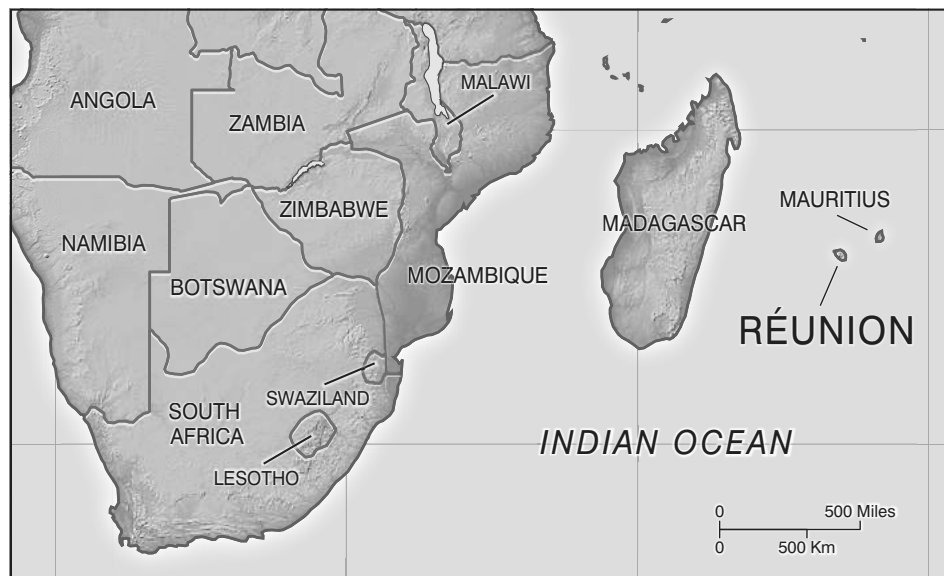 MALAWI
ANGOLA
ZAMBIA
MAURITIUS
ZIMBABWE
MADAGASCAR
NAMIBIA
MOZAMBIQUE
BOTSWANA
RÉUNION
SWAZILAND
SOUTH
AFRICA
INDIAN OCEAN
LESOTHO
0 500 Miles
0 500 Km